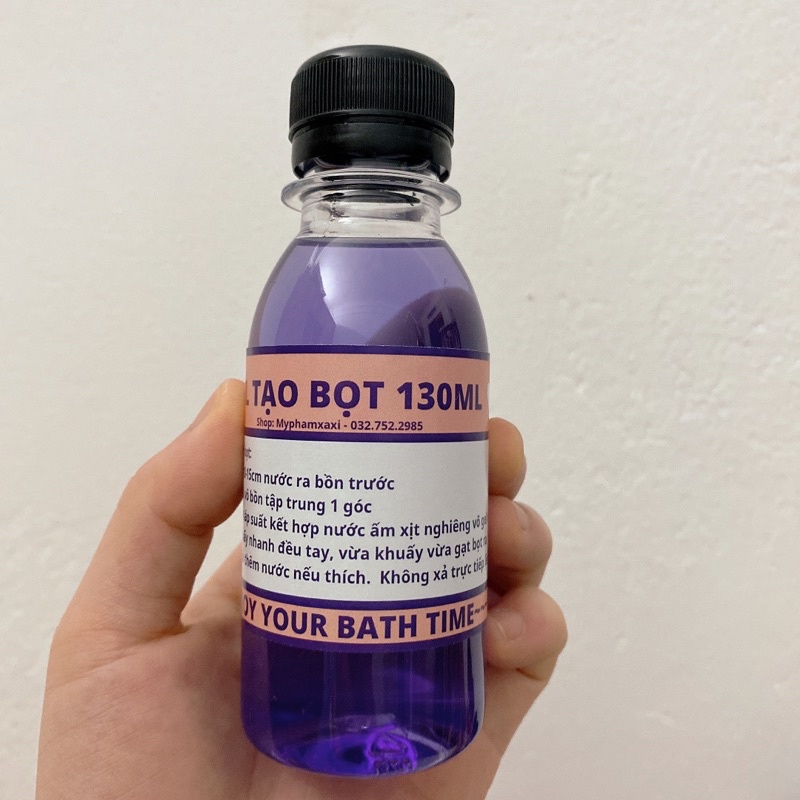 TẠO BỌT 130ML
Shop: Myphamxaxi - 032.752.2985
5cm nước ra bồn trước
bồn tập trung 1 góc
suất kết hợp nước ấm xịt nghiêng vô
nhanh đều tay, vừa khuấy vừa gạt bọt
thêm nước nếu thích. Không xả trực tiếp
OY YOUR BATH TIME